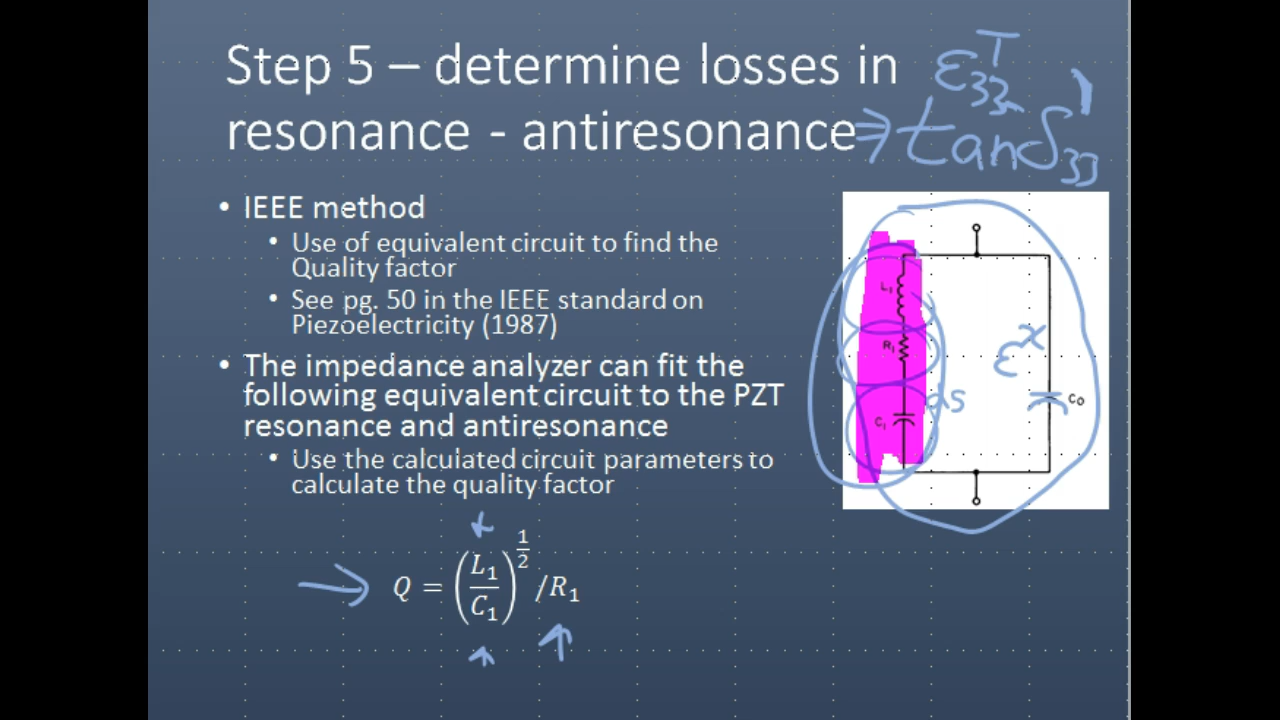 Step 5 – determine losses in
resonance - antiresonance
ε33^T
⇒ tanδ33'
• IEEE method
• Use of equivalent circuit to find the
Quality factor
• See pg. 50 in the IEEE standard on
Piezoelectricity (1987)
• The impedance analyzer can fit the
following equivalent circuit to the PZT
resonance and antiresonance
• Use the calculated circuit parameters to
calculate the quality factor
Q = (L1/C1)^(1/2) /R1
L1
R1
C1
ε^x
C0